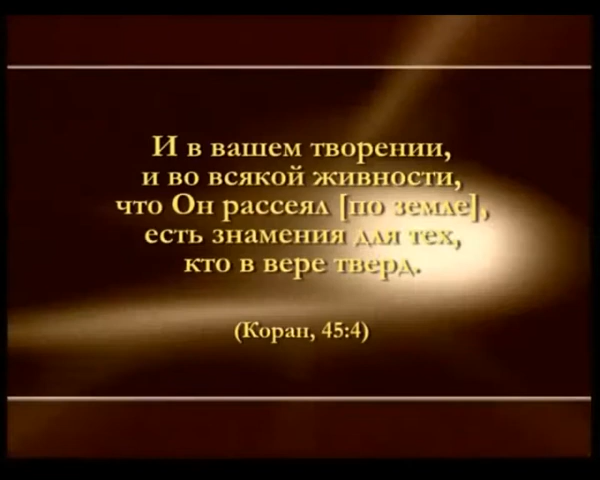 И в вашем творении,
и во всякой живности,
что Он рассеял [по земле],
есть знамения для тех,
кто в вере тверд.
(Коран, 45:4)